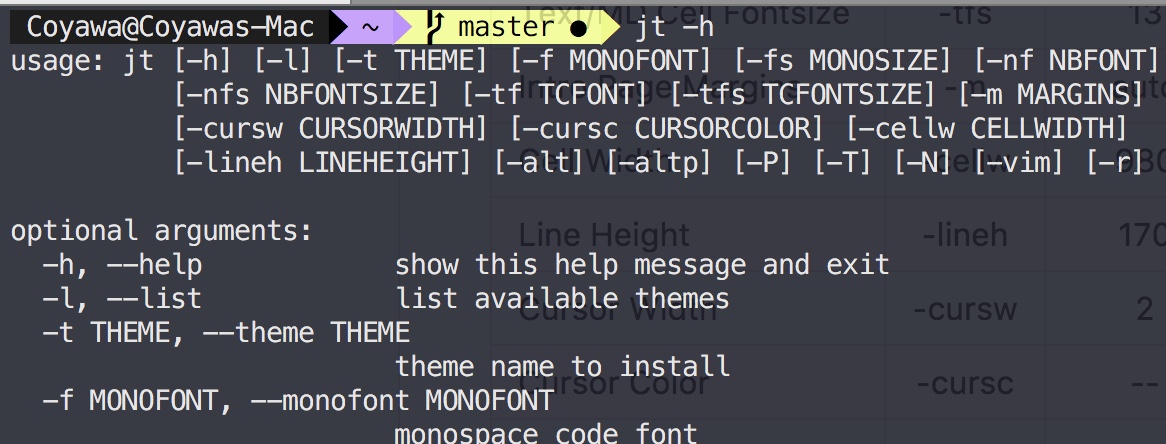 Coyawa@Coyawas-Mac ~ master ● jt -h
usage: jt [-h] [-l] [-t THEME] [-f MONOFONT] [-fs MONOSIZE] [-nf NBFONT]
[-nfs NBFONTSIZE] [-tf TCFONT] [-tfs TCFONTSIZE] [-m MARGINS]
[-cursw CURSORWIDTH] [-cursc CURSORCOLOR] [-cellw CELLWIDTH]
[-lineh LINEHEIGHT] [-alt] [-altp] [-P] [-T] [-N] [-vim] [-r]
optional arguments:
-h, --help show this help message and exit
-l, --list list available themes
-t THEME, --theme THEME
theme name to install
-f MONOFONT, --monofont MONOFONT
monospace code font
Text/MD Cell Fontsize -tfs 13
Intro Page Margins -m auto
Cell Width -cellw 980
Line Height -lineh 170
Cursor Width -cursw 2
Cursor Color -cursc --